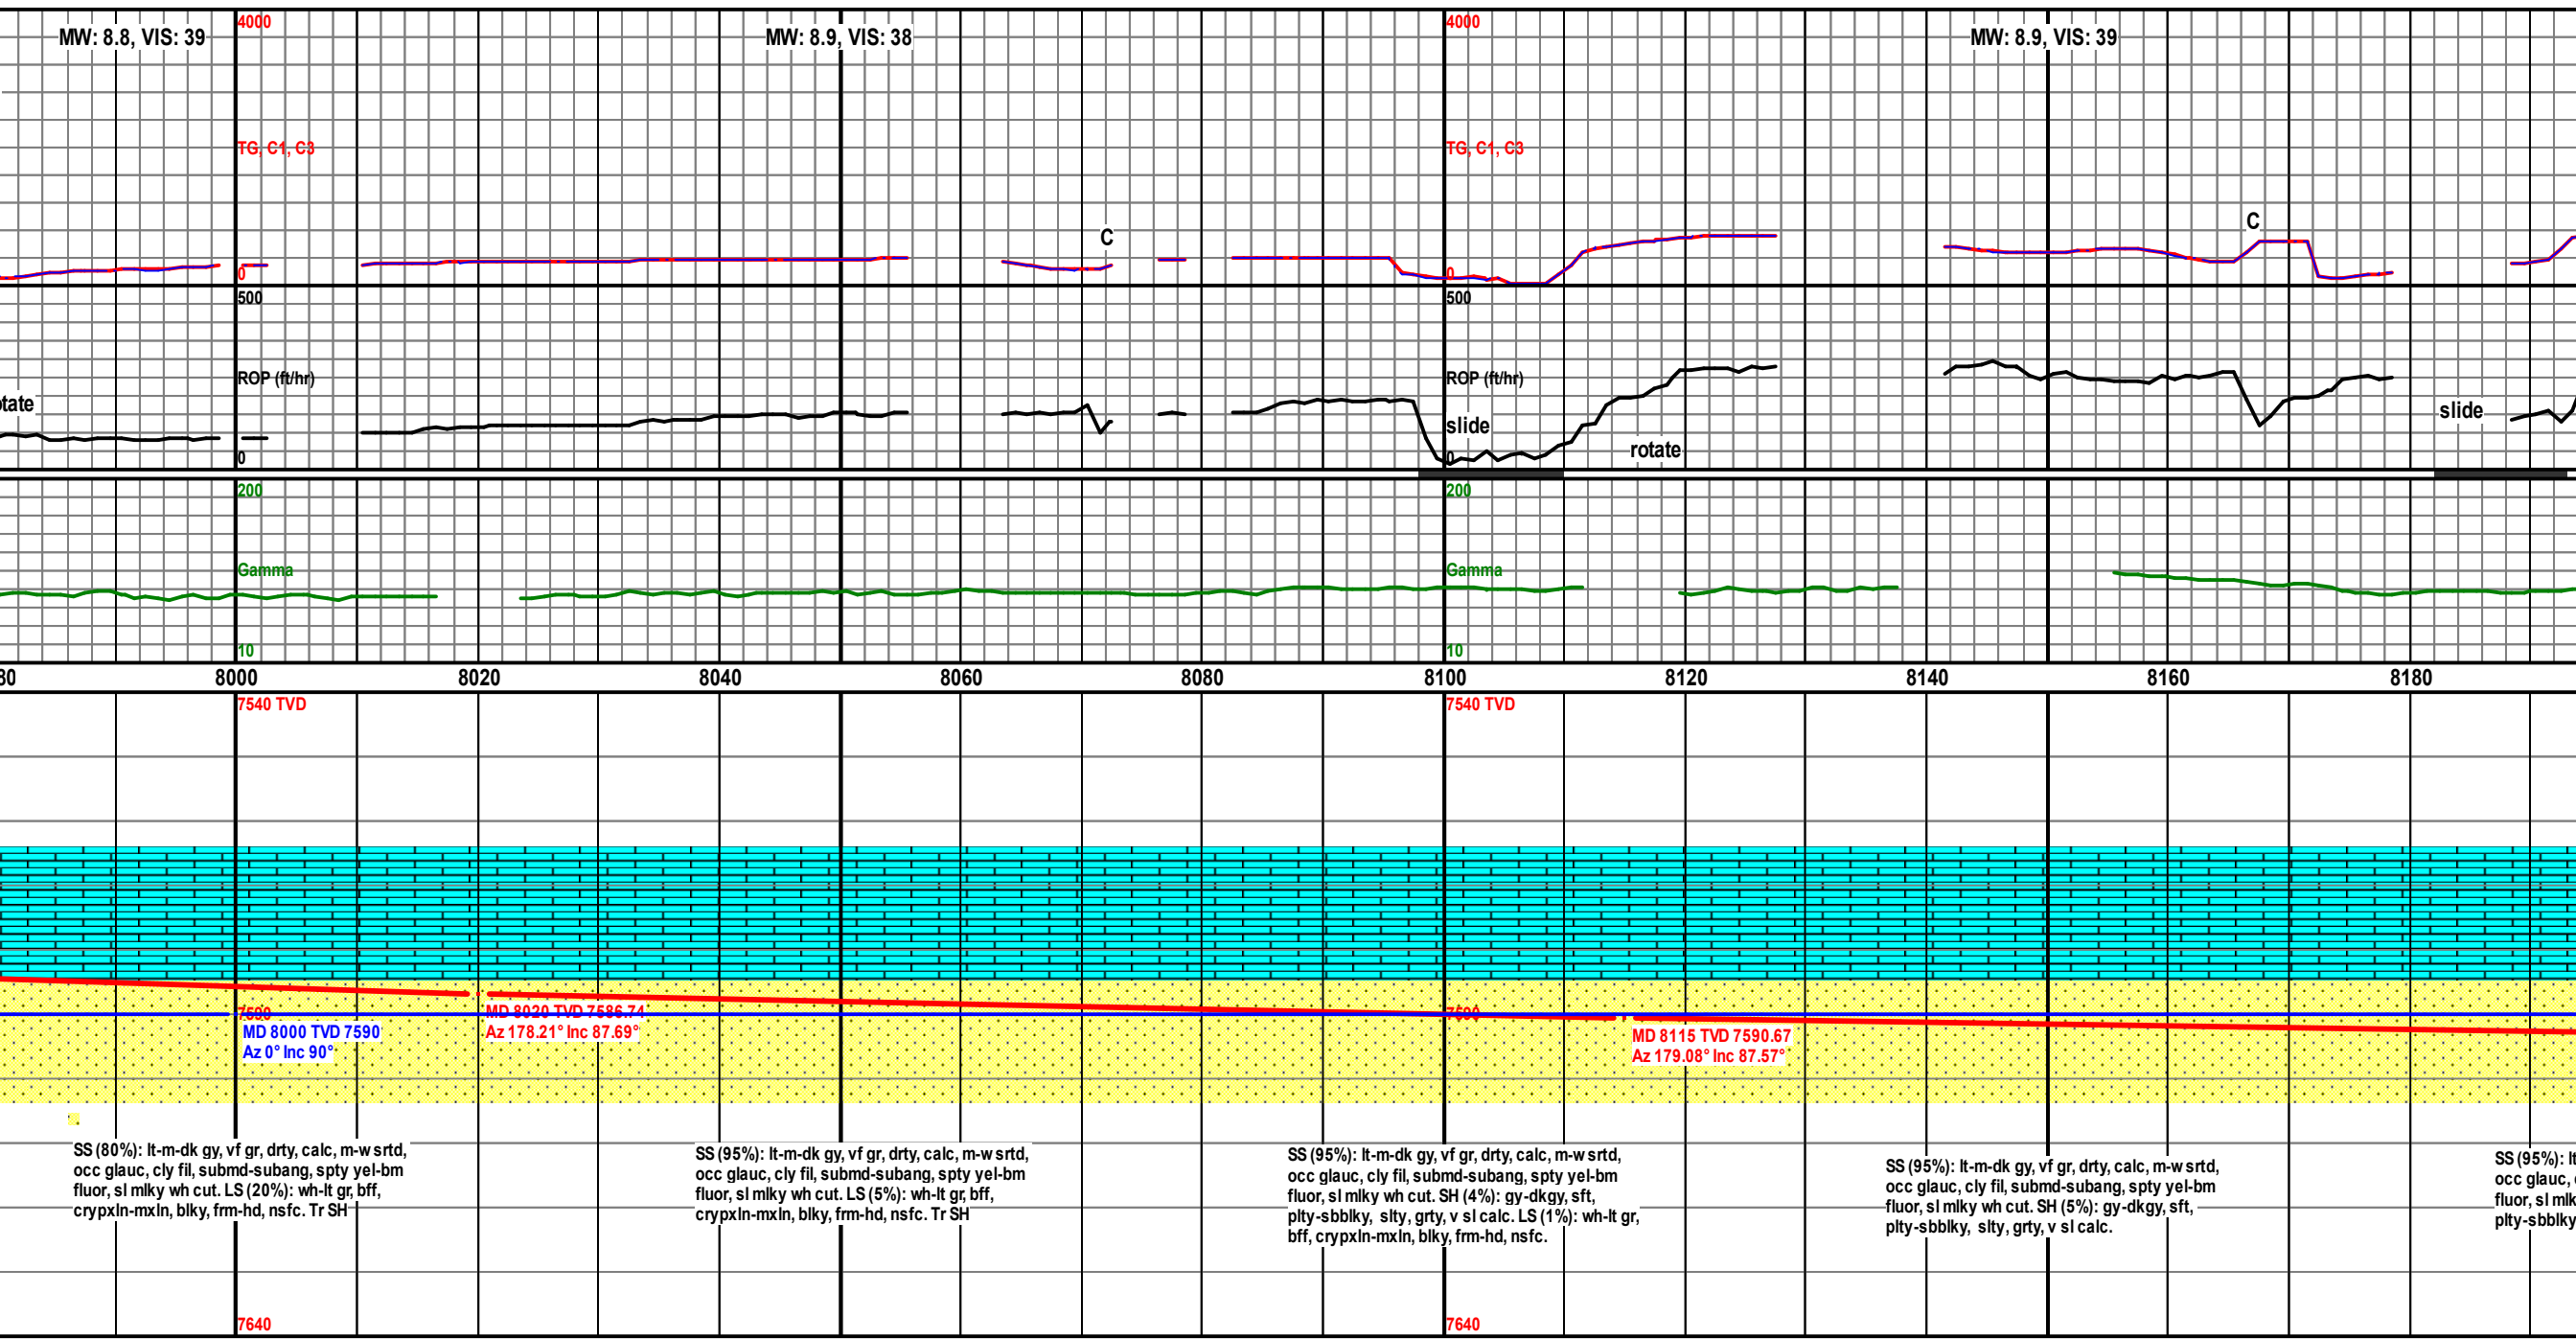 4000
4000
MW: 8.8, VIS: 39
MW: 8.9, VIS: 38
MW: 8.9, VIS: 39
TG, C1, C3
TG, C1, C3
C
C
0
0
500
500
ROP (ft/hr)
ROP (ft/hr)
tate
slide
slide
rotate
0
0
200
200
Gamma
Gamma
10
10
80 8000 8020 8040 8060 8080 8100 8120 8140 8160 8180
7540 TVD
7540 TVD
7590
7590
MD 8020 TVD 7586.74
Az 178.21° Inc 87.69°
MD 8000 TVD 7590
Az 0° Inc 90°
MD 8115 TVD 7590.67
Az 179.08° Inc 87.57°
SS (80%): lt-m-dk gy, vf gr, drty, calc, m-w srtd,
occ glauc, cly fil, submd-subang, spty yel-bm
fluor, sl mlky wh cut. LS (20%): wh-lt gr, bff,
crypxln-mxln, blky, frm-hd, nsfc. Tr SH
SS (95%): lt-m-dk gy, vf gr, drty, calc, m-w srtd,
occ glauc, cly fil, submd-subang, spty yel-bm
fluor, sl mlky wh cut. LS (5%): wh-lt gr, bff,
crypxln-mxln, blky, frm-hd, nsfc. Tr SH
SS (95%): lt-m-dk gy, vf gr, drty, calc, m-w srtd,
occ glauc, cly fil, submd-subang, spty yel-bm
fluor, sl mlky wh cut. SH (4%): gy-dkgy, sft,
plty-sbblky, slty, grty, v sl calc. LS (1%): wh-lt gr,
bff, crypxln-mxln, blky, frm-hd, nsfc.
SS (95%): lt-m-dk gy, vf gr, drty, calc, m-w srtd,
occ glauc, cly fil, submd-subang, spty yel-bm
fluor, sl mlky wh cut. SH (5%): gy-dkgy, sft,
plty-sbblky, slty, grty, v sl calc.
SS (95%): lt
occ glauc,
fluor, sl mlk
plty-sbblky
7640
7640